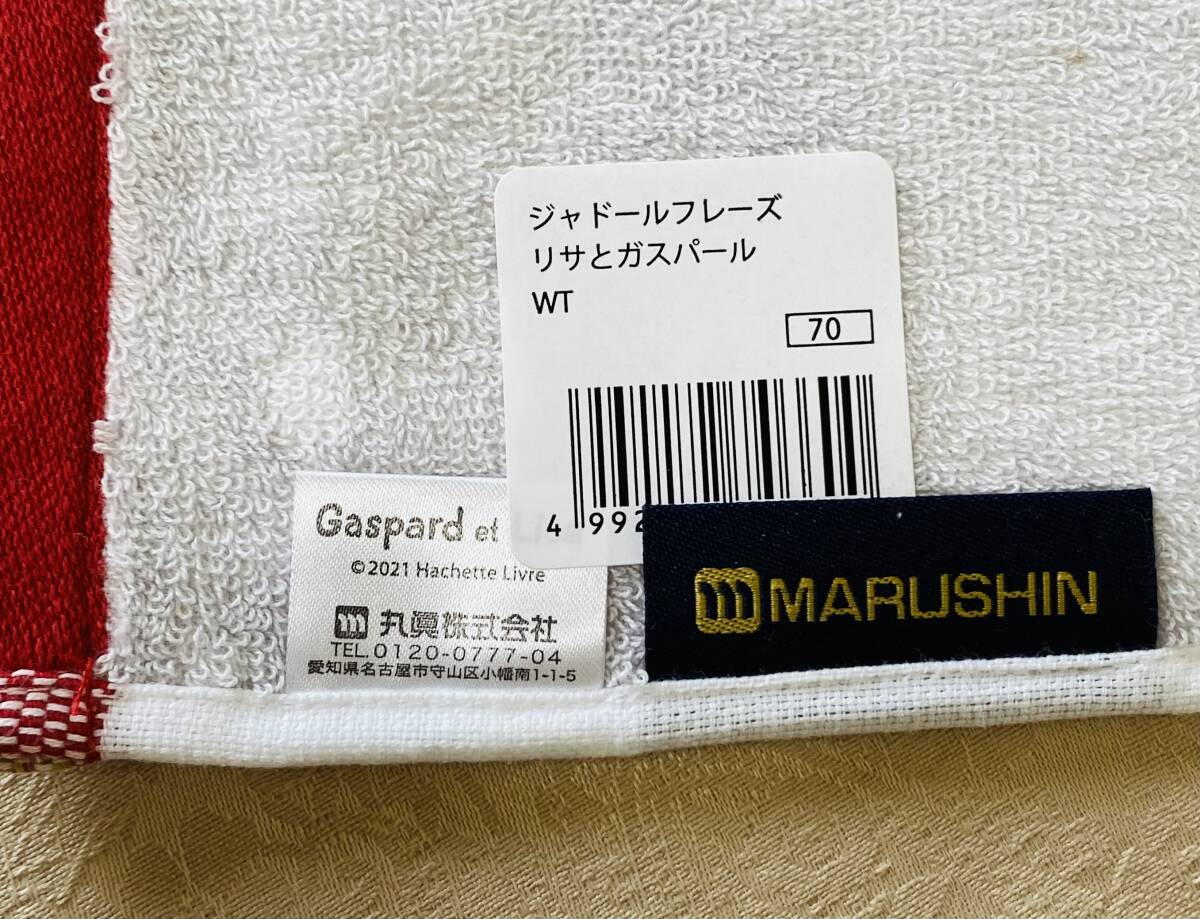 ジャドールフレーズ
リサとガスパール
WT
70
4 992
Gaspard et
©2021 Hachette Livre
丸眞株式会社
TEL.0120-0777-04
愛知県名古屋市守山区小幡南1-1-5
MARUSHIN